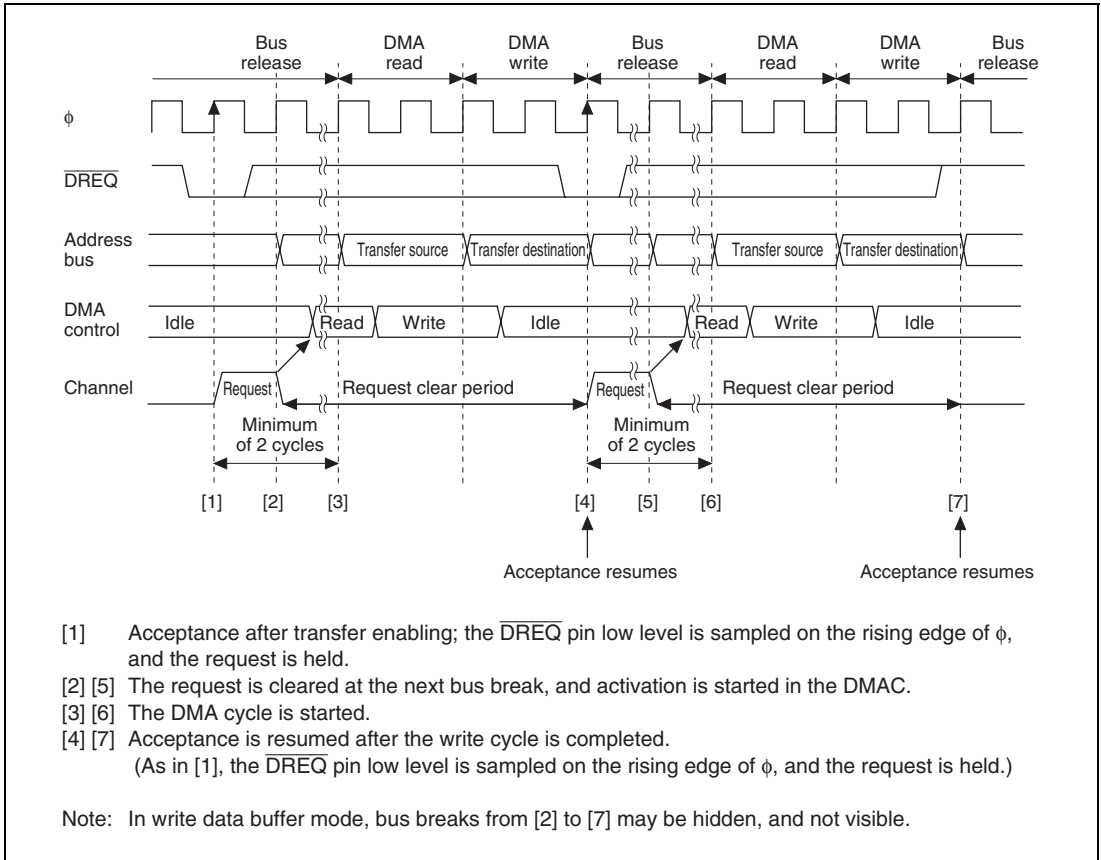 Bus release DMA read DMA write Bus release DMA read DMA write Bus release
φ
DREQ
Address bus Transfer source Transfer destination Transfer source Transfer destination
DMA control Idle Read Write Idle Read Write Idle
Channel Request Request clear period Request Request clear period
Minimum of 2 cycles Minimum of 2 cycles
[1] [2] [3] [4] [5] [6] [7]
Acceptance resumes Acceptance resumes
[1] Acceptance after transfer enabling; the DREQ pin low level is sampled on the rising edge of φ,
and the request is held.
[2] [5] The request is cleared at the next bus break, and activation is started in the DMAC.
[3] [6] The DMA cycle is started.
[4] [7] Acceptance is resumed after the write cycle is completed.
(As in [1], the DREQ pin low level is sampled on the rising edge of φ, and the request is held.)
Note: In write data buffer mode, bus breaks from [2] to [7] may be hidden, and not visible.